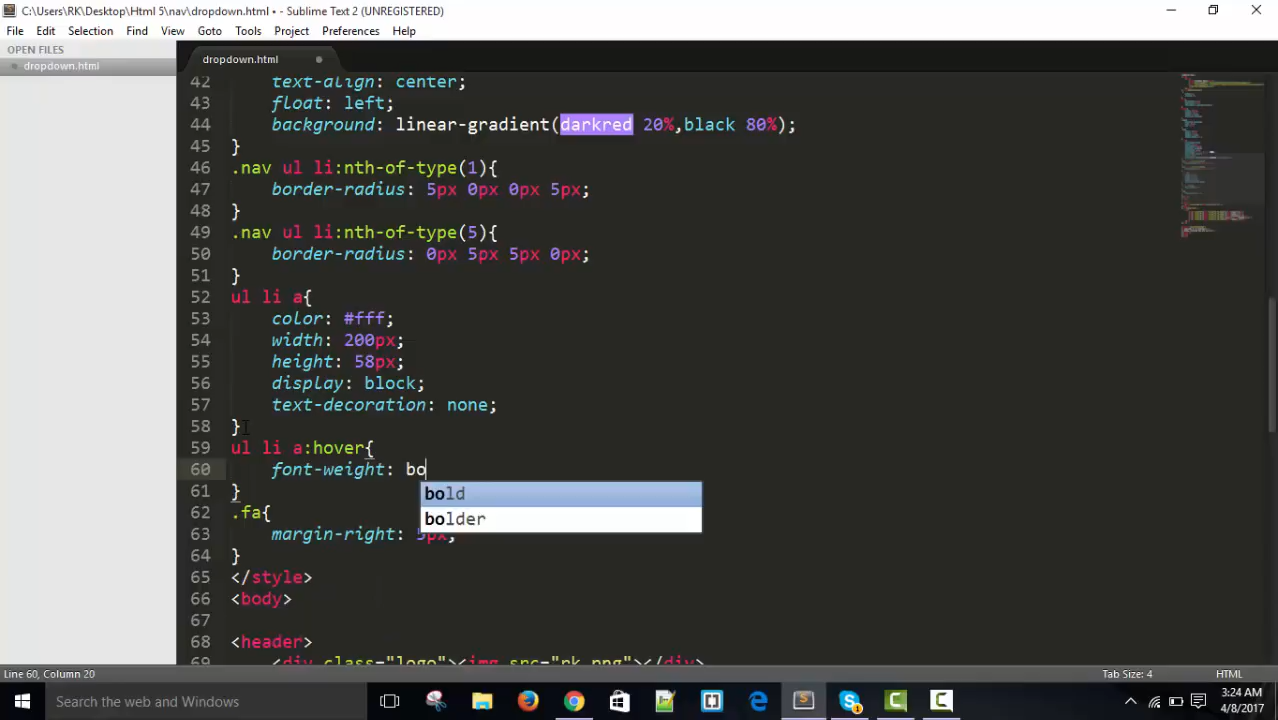 C:\Users\RK\Desktop\Html 5\nav\dropdown.html • - Sublime Text 2 (UNREGISTERED)
File Edit Selection Find View Goto Tools Project Preferences Help
OPEN FILES
dropdown.html
dropdown.html
42 text-align: center;
43 float: left;
44 background: linear-gradient(darkred 20%,black 80%);
45 }
46 .nav ul li:nth-of-type(1){
47 border-radius: 5px 0px 0px 5px;
48 }
49 .nav ul li:nth-of-type(5){
50 border-radius: 0px 5px 5px 0px;
51 }
52 ul li a{
53 color: #fff;
54 width: 200px;
55 height: 58px;
56 display: block;
57 text-decoration: none;
58 }
59 ul li a:hover{
60 font-weight: bo
bold
61 }
62 .fa{
bolder
63 margin-right: 5px;
64 }
65 </style>
66 <body>
67
68 <header>
69 <div class="logo"><img src="rk.png"></div>
Line 60, Column 20
Tab Size: 4
HTML
Search the web and Windows
3:24 AM
4/8/2017